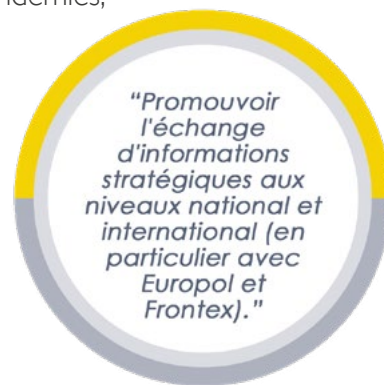 “Promouvoir
l'échange
d'informations
stratégiques aux
niveaux national et
international (en
particulier avec
Europol et
Frontex).”